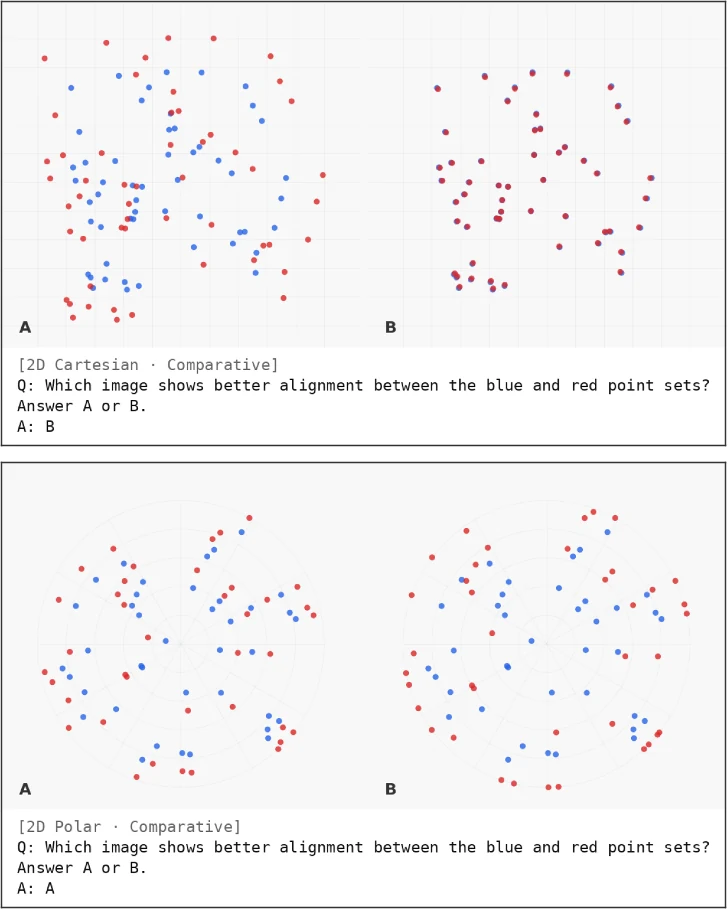 A
B
[2D Cartesian · Comparative]
Q: Which image shows better alignment between the blue and red point sets?
Answer A or B.
A: B
A
B
[2D Polar · Comparative]
Q: Which image shows better alignment between the blue and red point sets?
Answer A or B.
A: A